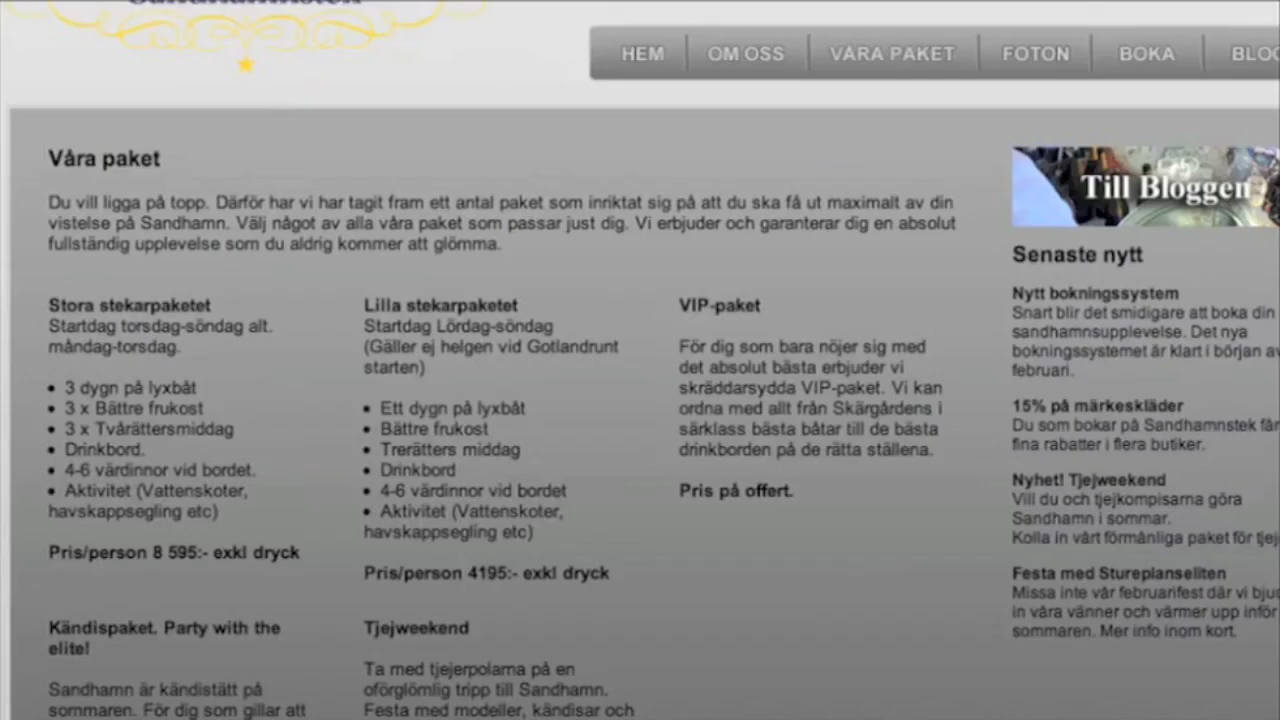 HEM
OM OSS
VÅRA PAKET
FOTON
BOKA
Våra paket
Du vill ligga på topp. Därför har vi har tagit fram ett antal paket som inriktat sig på att du ska få ut maximalt av din
vistelse på Sandhamn. Välj något av alla våra paket som passar just dig. Vi erbjuder och garanterar dig en absolut
fullständig upplevelse som du aldrig kommer att glömma.
Stora stekarpaketet
Startdag torsdag-söndag alt.
måndag-torsdag.
• 3 dygn på lyxbåt
• 3 x Bättre frukost
• 3 x Tvårättersmiddag
• Drinkbord.
• 4-6 värdinnor vid bordet.
• Aktivitet (Vattenskoter,
havskappsegling etc)
Pris/person 8 595:- exkl dryck
Lilla stekarpaketet
Startdag Lördag-söndag
(Gäller ej helgen vid Gotlandrunt
starten)
• Ett dygn på lyxbåt
• Bättre frukost
• Trerätters middag
• Drinkbord
• 4-6 värdinnor vid bordet
• Aktivitet (Vattenskoter,
havskappsegling etc)
Pris/person 4195:- exkl dryck
VIP-paket
För dig som bara nöjer sig med
det absolut bästa erbjuder vi
skräddarsydda VIP-paket. Vi kan
ordna med allt från Skärgårdens i
särklass bästa båtar till de bästa
drinkborden på de rätta ställena.
Pris på offert.
Kändispaket. Party with the
elite!
Sandhamn är kändistätt på
sommaren. För dig som gillar att
Tjejweekend
Ta med tjejerpolarna på en
oförglömlig tripp till Sandhamn.
Festa med modeller, kändisar och
Till Bloggen
Senaste nytt
Nytt bokningssystem
Snart blir det smidigare att boka din
sandhamnsupplevelse. Det nya
bokningssystemet är klart i början av
februari.
15% på märkeskläder
Du som bokar på Sandhamnstek får
fina rabatter i flera butiker.
Nyhet! Tjejweekend
Vill du och tjejkompisarna göra
Sandhamn i sommar.
Kolla in vårt förmånliga paket för
Festa med Stureplanseliten
Missa inte vår februarifest där vi
in våra vänner och värmer upp inför
sommaren. Mer info inom kort.